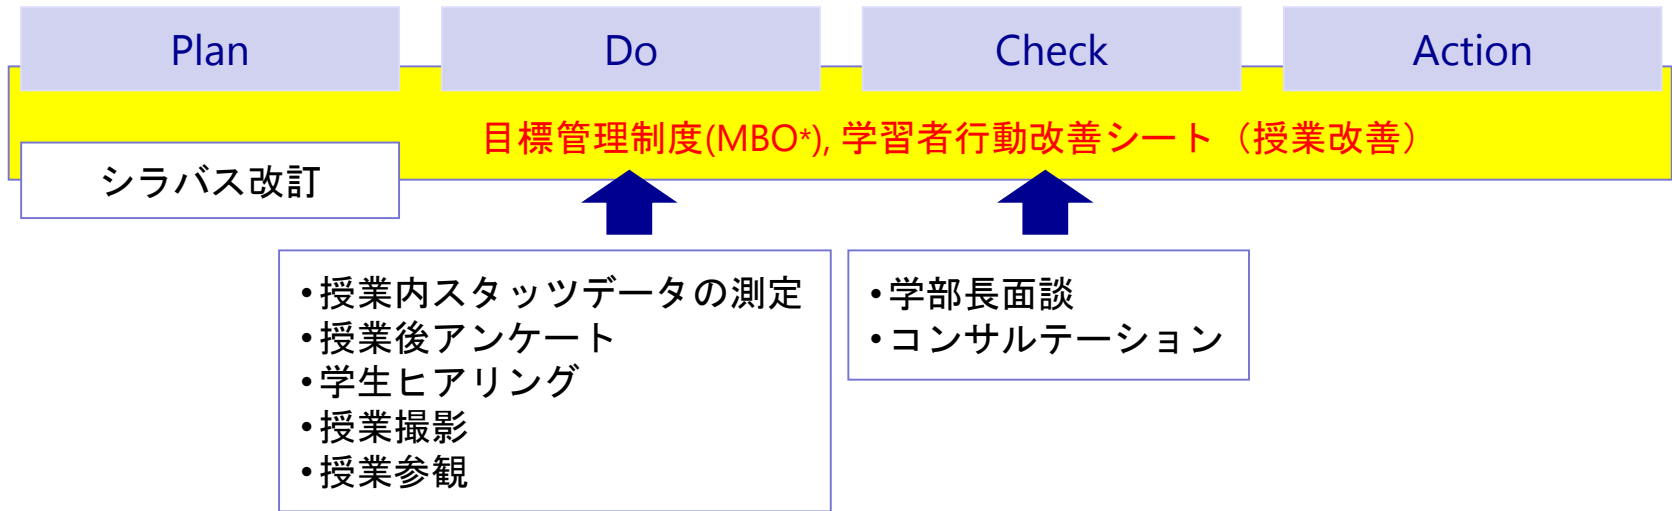 Plan
Do
Check
Action
目標管理制度(MBO*), 学習者行動改善シート（授業改善）
シラバス改訂
•授業内スタッツデータの測定
•授業後アンケート
•学生ヒアリング
•授業撮影
•授業参観
•学部長面談
•コンサルテーション